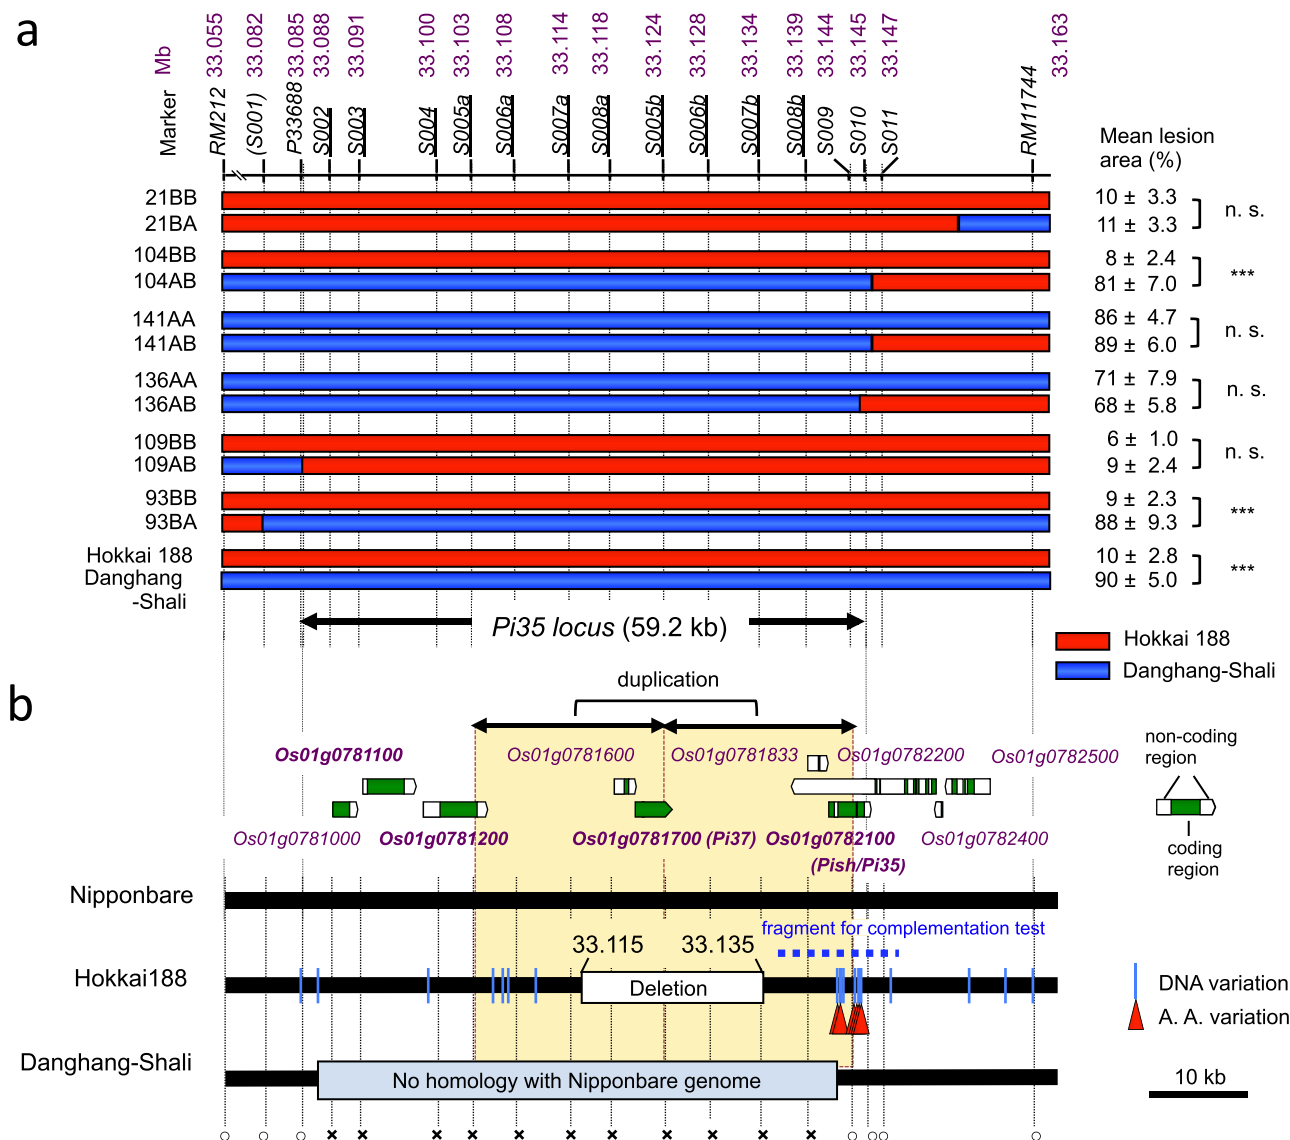 a
Mb 33.055 33.082 33.085 33.088 33.091 33.100 33.103 33.108 33.114 33.118 33.124 33.128 33.134 33.139 33.144 33.145 33.147 33.163
Marker RM212 (S001) P33688 S002 S003 S004 S005a S006a S007a S008a S005b S006b S007b S008b S009 S010 S011 RM11744
Mean lesion
area (%)
21BB 10 ± 3.3
21BA 11 ± 3.3 n. s.
104BB 8 ± 2.4
104AB 81 ± 7.0 ***
141AA 86 ± 4.7
141AB 89 ± 6.0 n. s.
136AA 71 ± 7.9
136AB 68 ± 5.8 n. s.
109BB 6 ± 1.0
109AB 9 ± 2.4 n. s.
93BB 9 ± 2.3
93BA 88 ± 9.3 ***
Hokkai 188 10 ± 2.8
Danghang 90 ± 5.0 ***
-Shali
Pi35 locus (59.2 kb)
Hokkai 188
Danghang-Shali
b
duplication
Os01g0781100 Os01g0781600 Os01g0781833 Os01g0782200 Os01g0782500
non-coding
region
Os01g0781000 Os01g0781200 Os01g0781700 (Pi37) Os01g0782100 Os01g0782400
(Pish/Pi35)
coding
region
Nipponbare
fragment for complementation test
33.115 33.135
Hokkai188 Deletion
DNA variation
A. A. variation
Danghang-Shali No homology with Nipponbare genome
10 kb